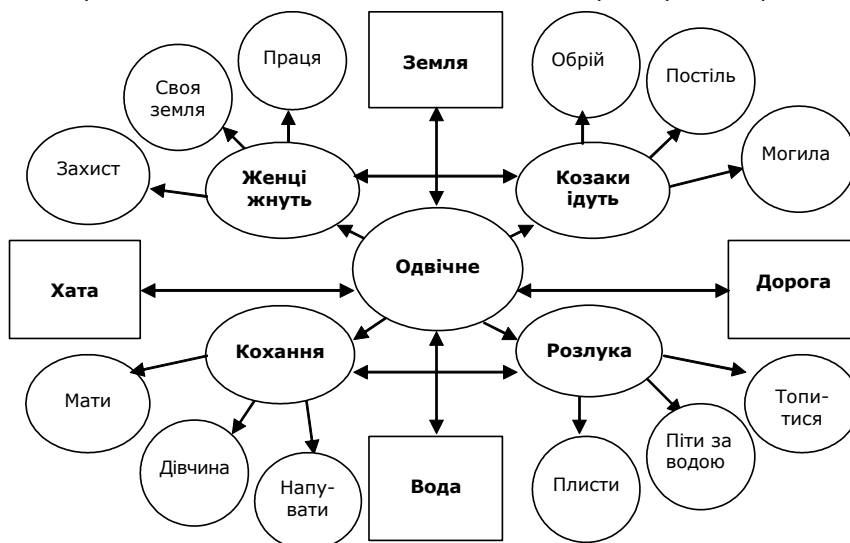 Праця
Земля
Обрій
Постіль
Своя
земля
Захист
Могила
Женці
жнуть
Козаки
ідуть
Хата
Одвічне
Дорога
Кохання
Розлука
Мати
Топи-
тися
Дівчина
Напу-
вати
Вода
Плисти
Піти за
водою